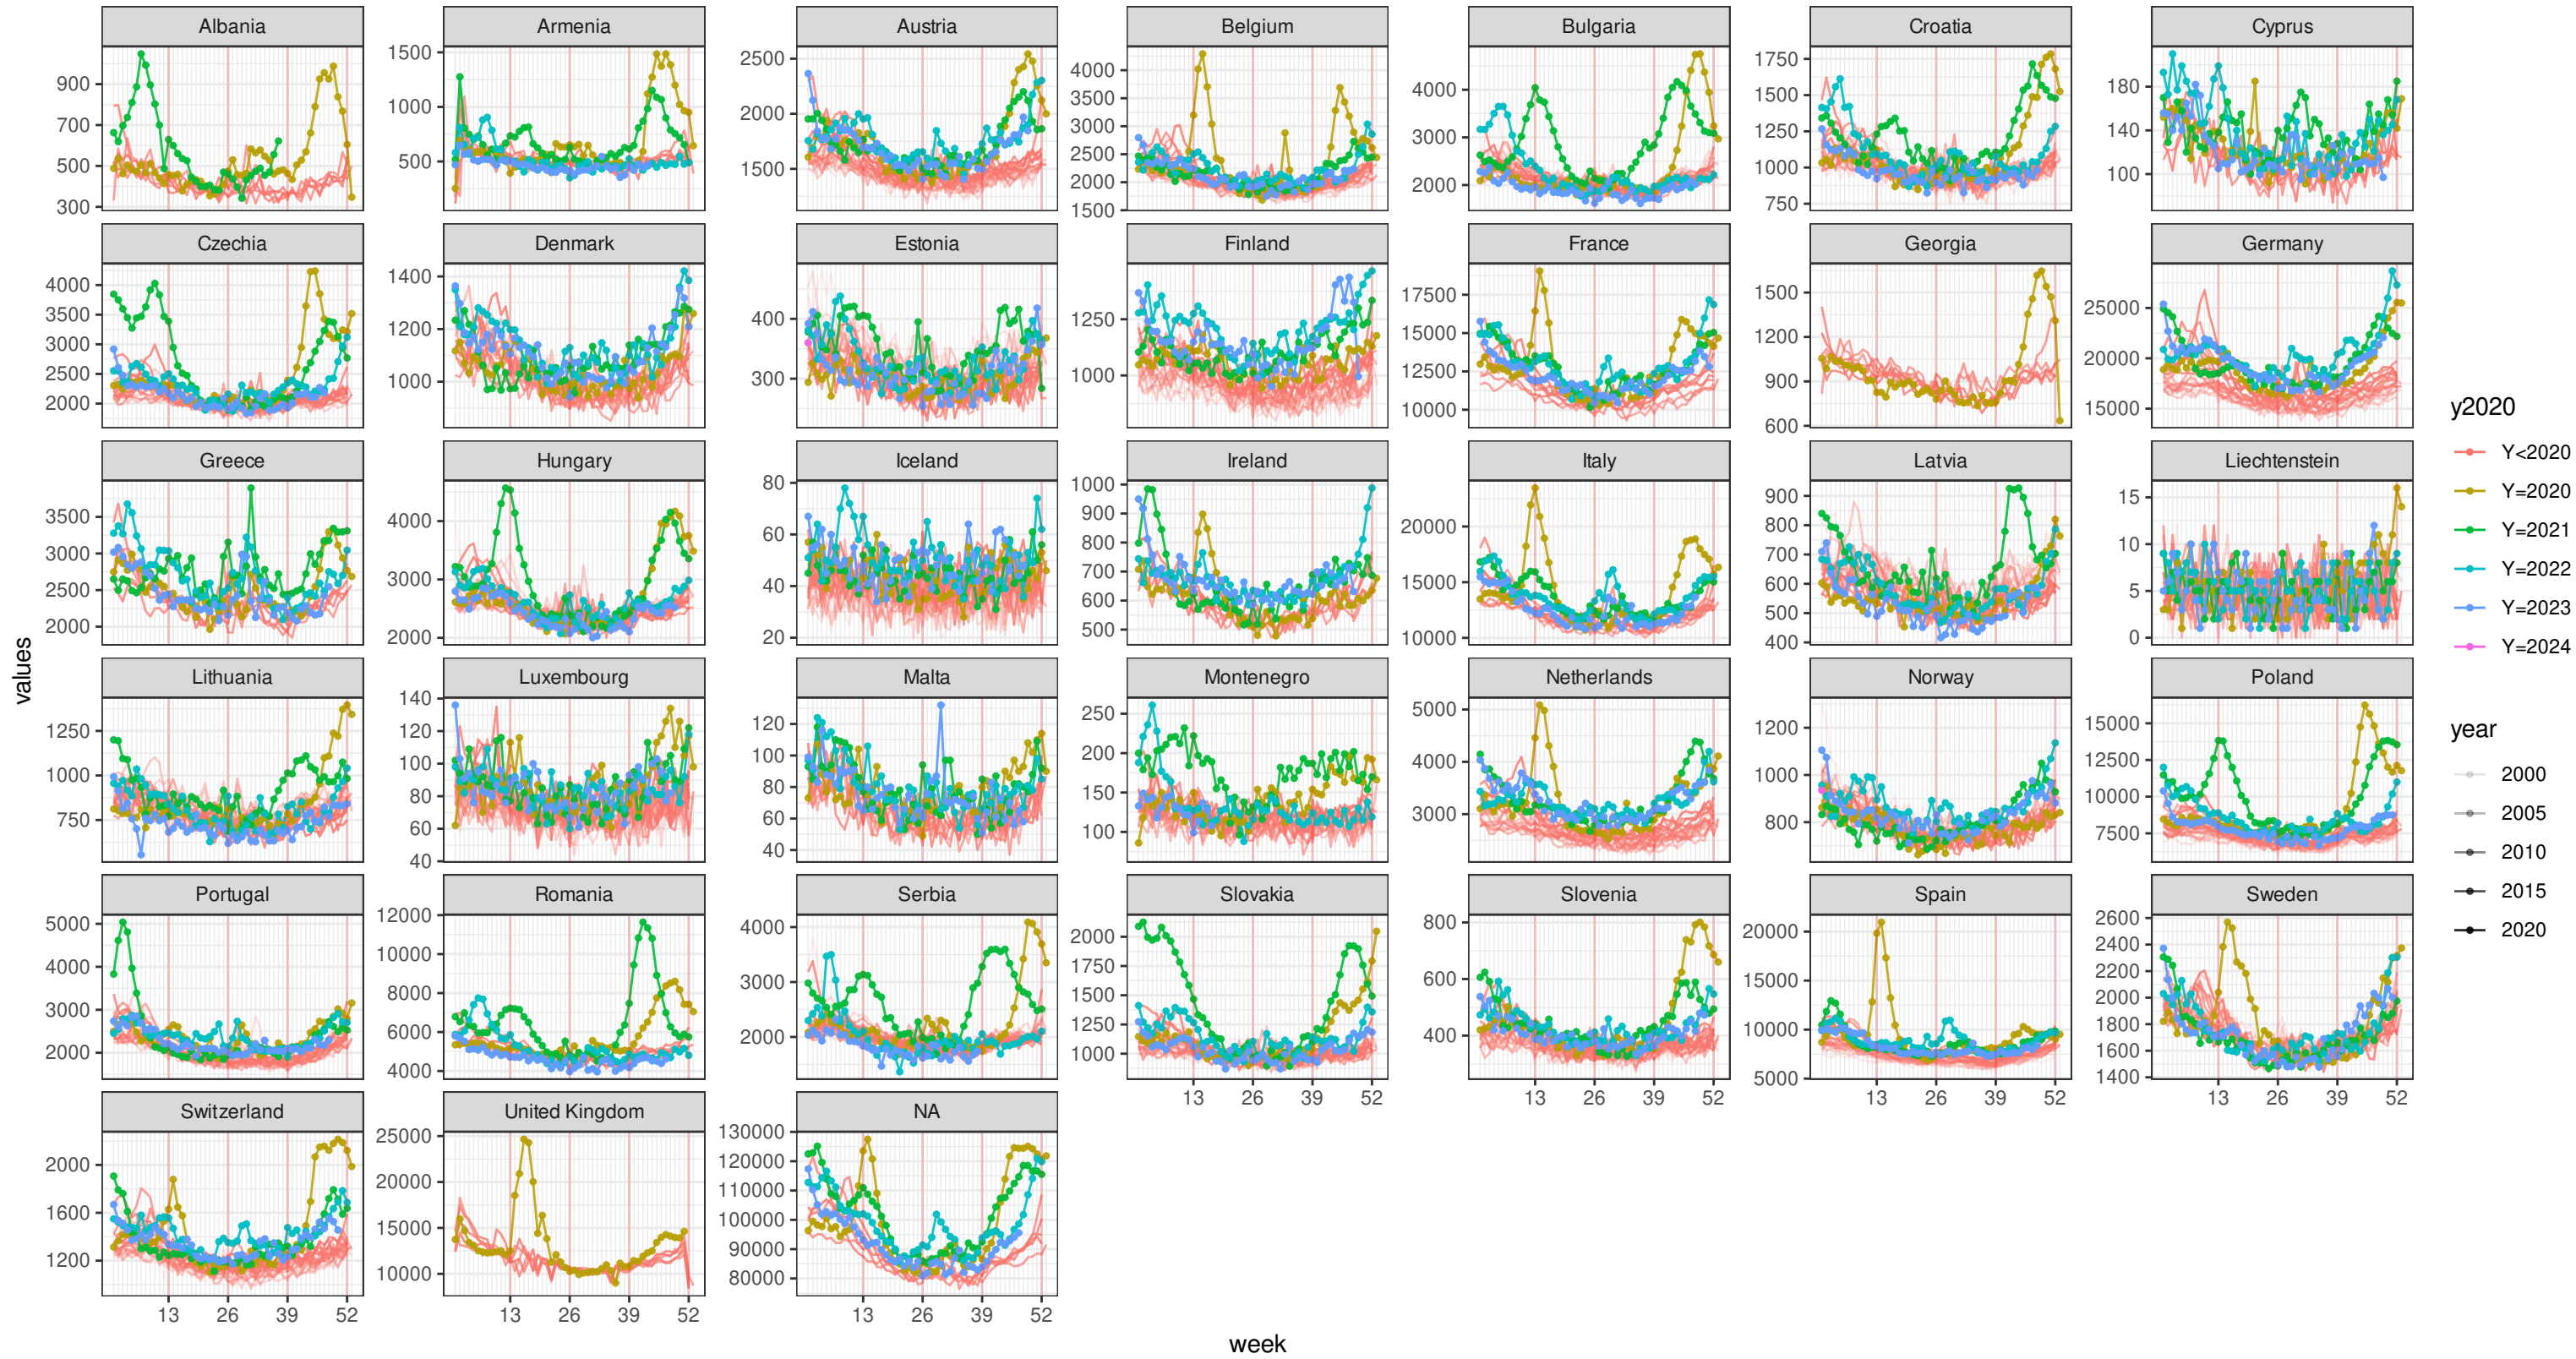 Albania Armenia Austria Belgium Bulgaria Croatia Cyprus
900 700 500 300
1500 1000 500
2500 2000 1500
4000 3500 3000 2500 2000 1500
4000 3000 2000
1750 1500 1250 1000 750
180 140 100
Czechia Denmark Estonia Finland France Georgia Germany
4000 3500 3000 2500 2000
1400 1200 1000
400 300
1250 1000
17500 15000 12500 10000
1500 1200 900 600
25000 20000 15000
Greece Hungary Iceland Ireland Italy Latvia Liechtenstein
3500 3000 2500 2000
4000 3000 2000
80 60 40 20
1000 900 800 700 600 500
20000 15000 10000
900 800 700 600 500 400
15 10 5 0
Lithuania Luxembourg Malta Montenegro Netherlands Norway Poland
1250 1000 750
140 120 100 80 60 40
120 100 80 60 40
250 200 150 100
5000 4000 3000
1200 1000 800
15000 12500 10000 7500
Portugal Romania Serbia Slovakia Slovenia Spain Sweden
5000 4000 3000 2000
12000 10000 8000 6000 4000
4000 3000 2000
2000 1750 1500 1250 1000
800 600 400
20000 15000 10000 5000
2600 2400 2200 2000 1800 1600 1400
13 26 39 52
13 26 39 52
13 26 39 52
13 26 39 52
Switzerland United Kingdom NA
2000 1600 1200
25000 20000 15000 10000
130000 120000 110000 100000 90000 80000
13 26 39 52
13 26 39 52
13 26 39 52
week
values
y2020
Y<2020
Y=2020
Y=2021
Y=2022
Y=2023
Y=2024
year
2000
2005
2010
2015
2020